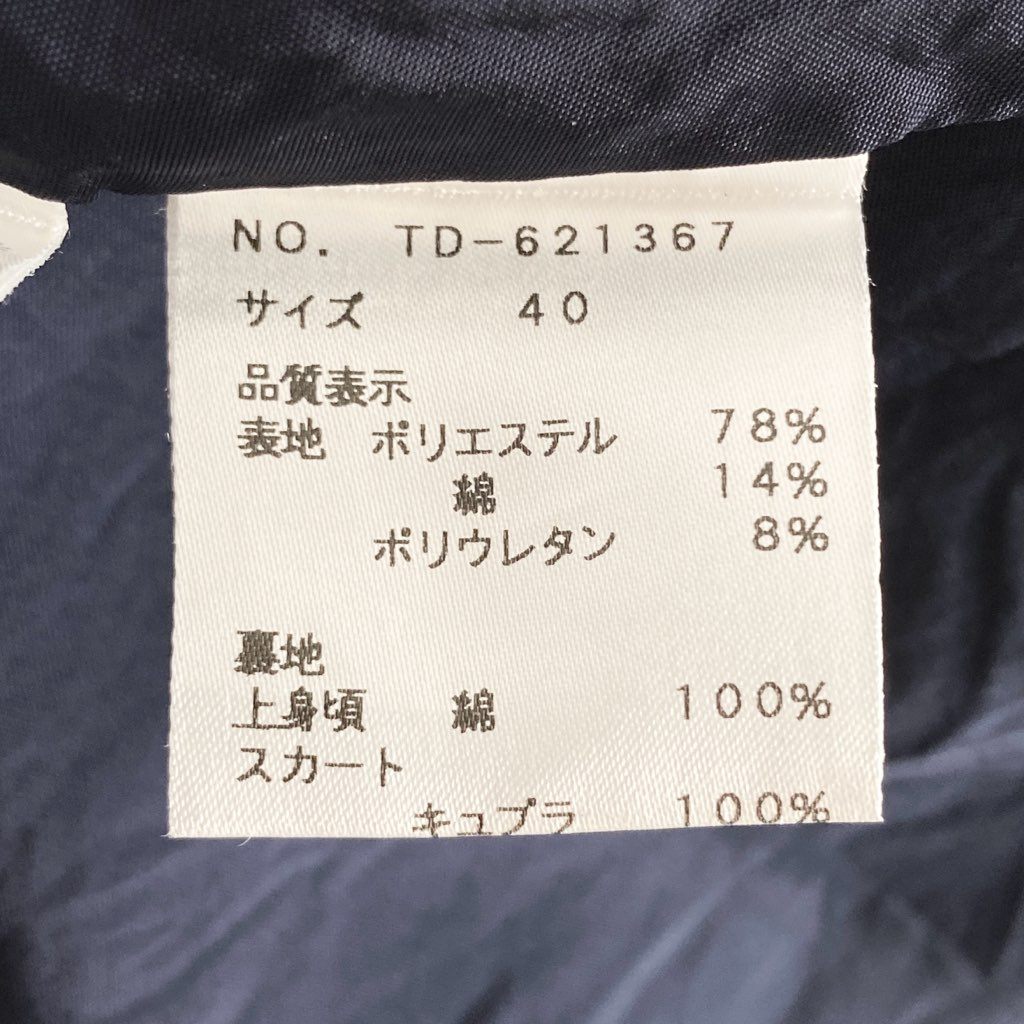 NO. TD-621367
サイズ 40
品質表示
表地 ポリエステル 78%
綿 14%
ポリウレタン 8%
裏地
上身頃 綿 100%
スカート
キュプラ 100%